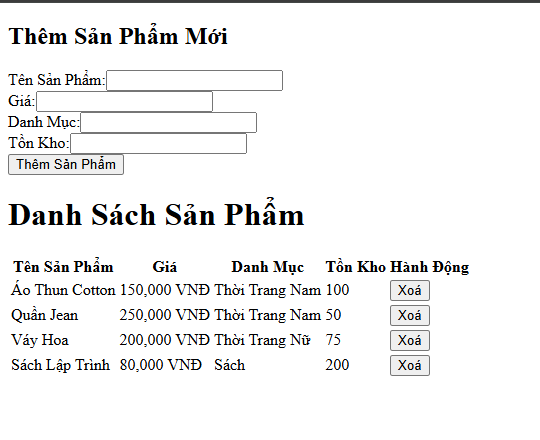 Thêm Sản Phẩm Mới
Tên Sản Phẩm:
Giá:
Danh Mục:
Tồn Kho:
Thêm Sản Phẩm
Danh Sách Sản Phẩm
Tên Sản Phẩm Giá Danh Mục Tồn Kho Hành Động
Áo Thun Cotton 150,000 VNĐ Thời Trang Nam 100 Xoá
Quần Jean 250,000 VNĐ Thời Trang Nam 50 Xoá
Váy Hoa 200,000 VNĐ Thời Trang Nữ 75 Xoá
Sách Lập Trình 80,000 VNĐ Sách 200 Xoá